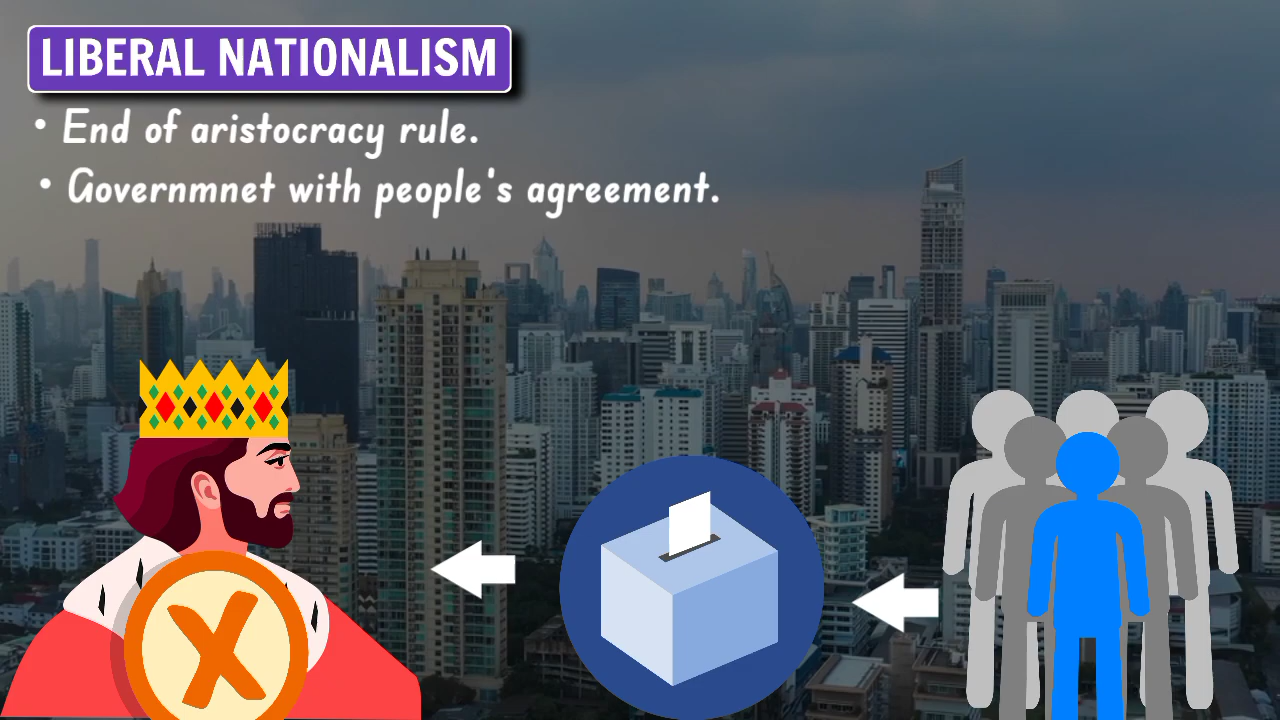 LIBERAL NATIONALISM
• End of aristocracy rule.
• Governmnet with people's agreement.
X